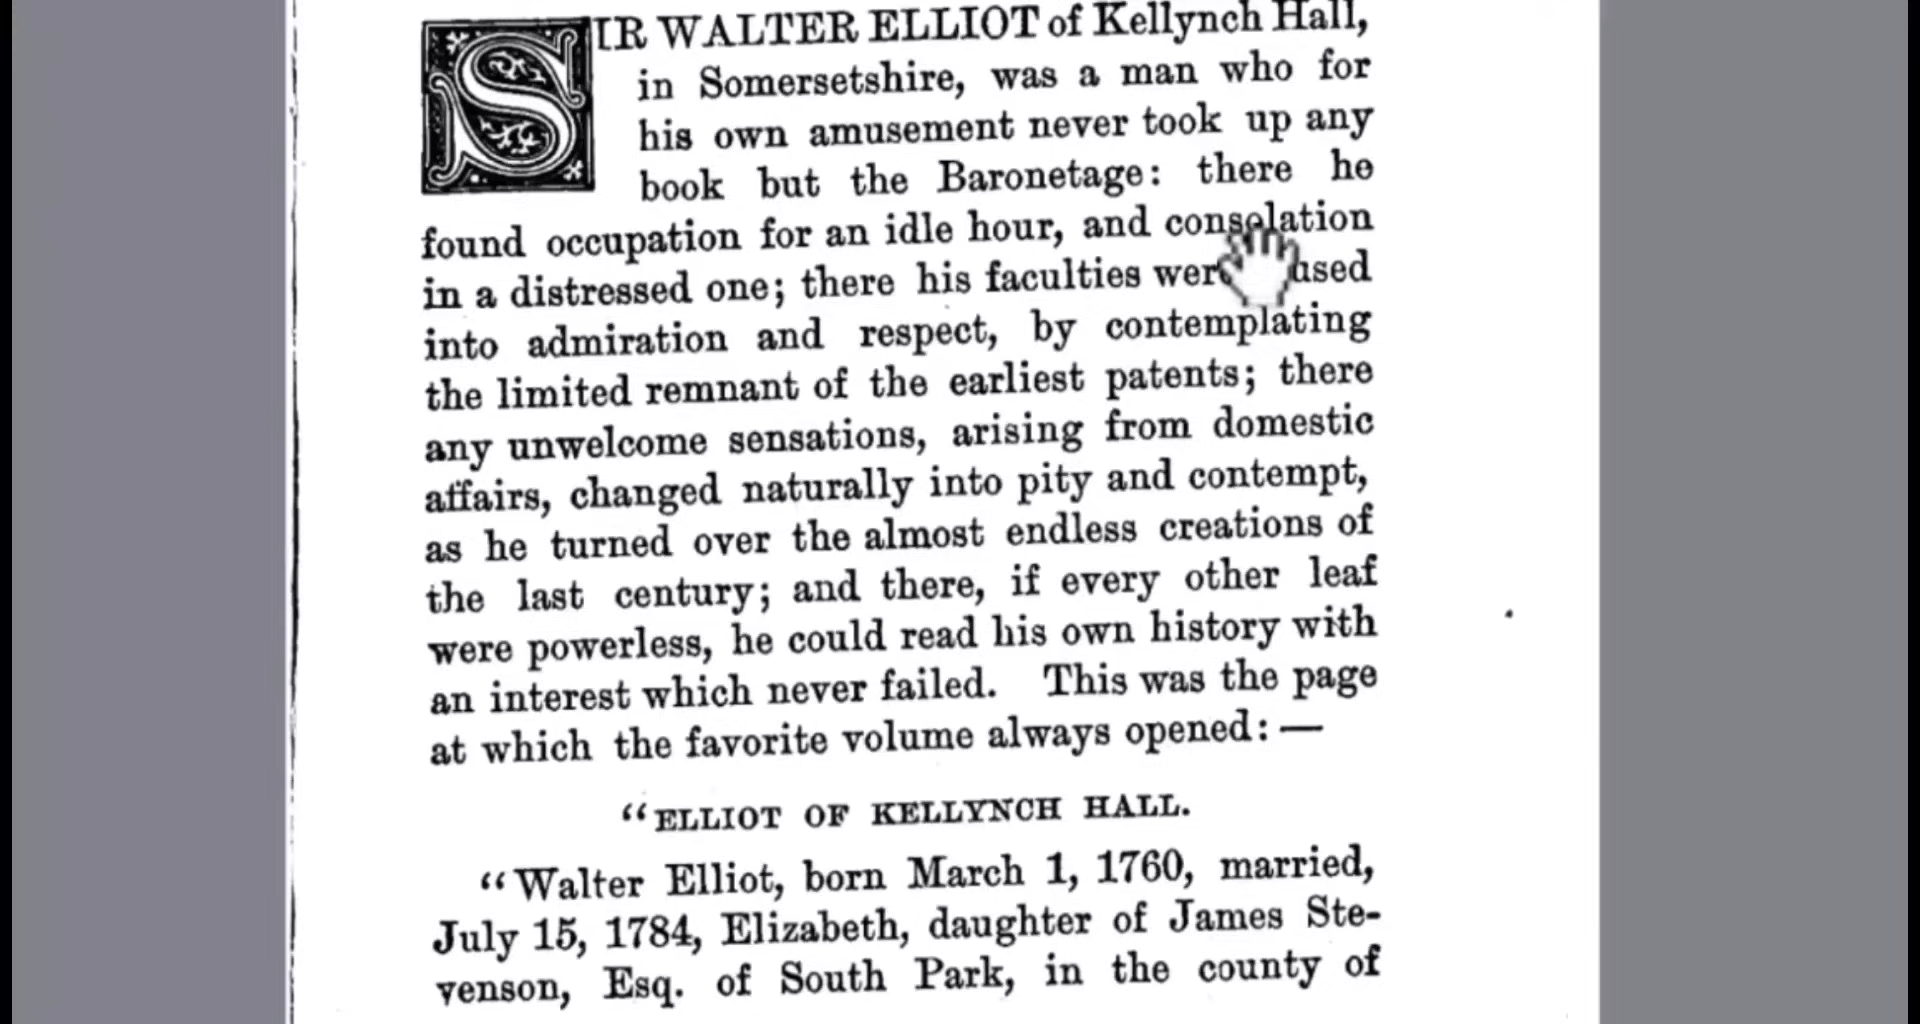 SIR WALTER ELLIOT of Kellynch Hall,
in Somersetshire, was a man who for
his own amusement never took up any
book but the Baronetage: there he
found occupation for an idle hour, and consolation
in a distressed one; there his faculties were
into admiration and respect, by contemplating
the limited remnant of the earliest patents; there
any unwelcome sensations, arising from domestic
affairs, changed naturally into pity and contempt,
as he turned over the almost endless creations of
the last century; and there, if every other leaf
were powerless, he could read his own history with
an interest which never failed. This was the page
at which the favorite volume always opened: —
“ELLIOT OF KELLYNCH HALL.
“Walter Elliot, born March 1, 1760, married,
July 15, 1784, Elizabeth, daughter of James Ste-
venson, Esq. of South Park, in the county of